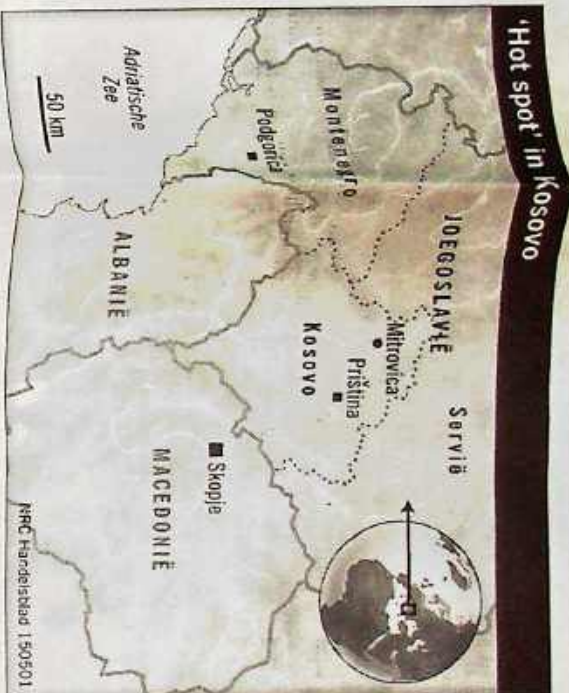 'Hot spot' in Kosovo
JOEGOSLAVIË
Servië
Montenegro
Mitrovica
Priština
Kosovo
Podgorica
Adriatische
Zee
50 km
ALBANIË
Skopje
MACEDONIË
NRC Handelsblad 150501